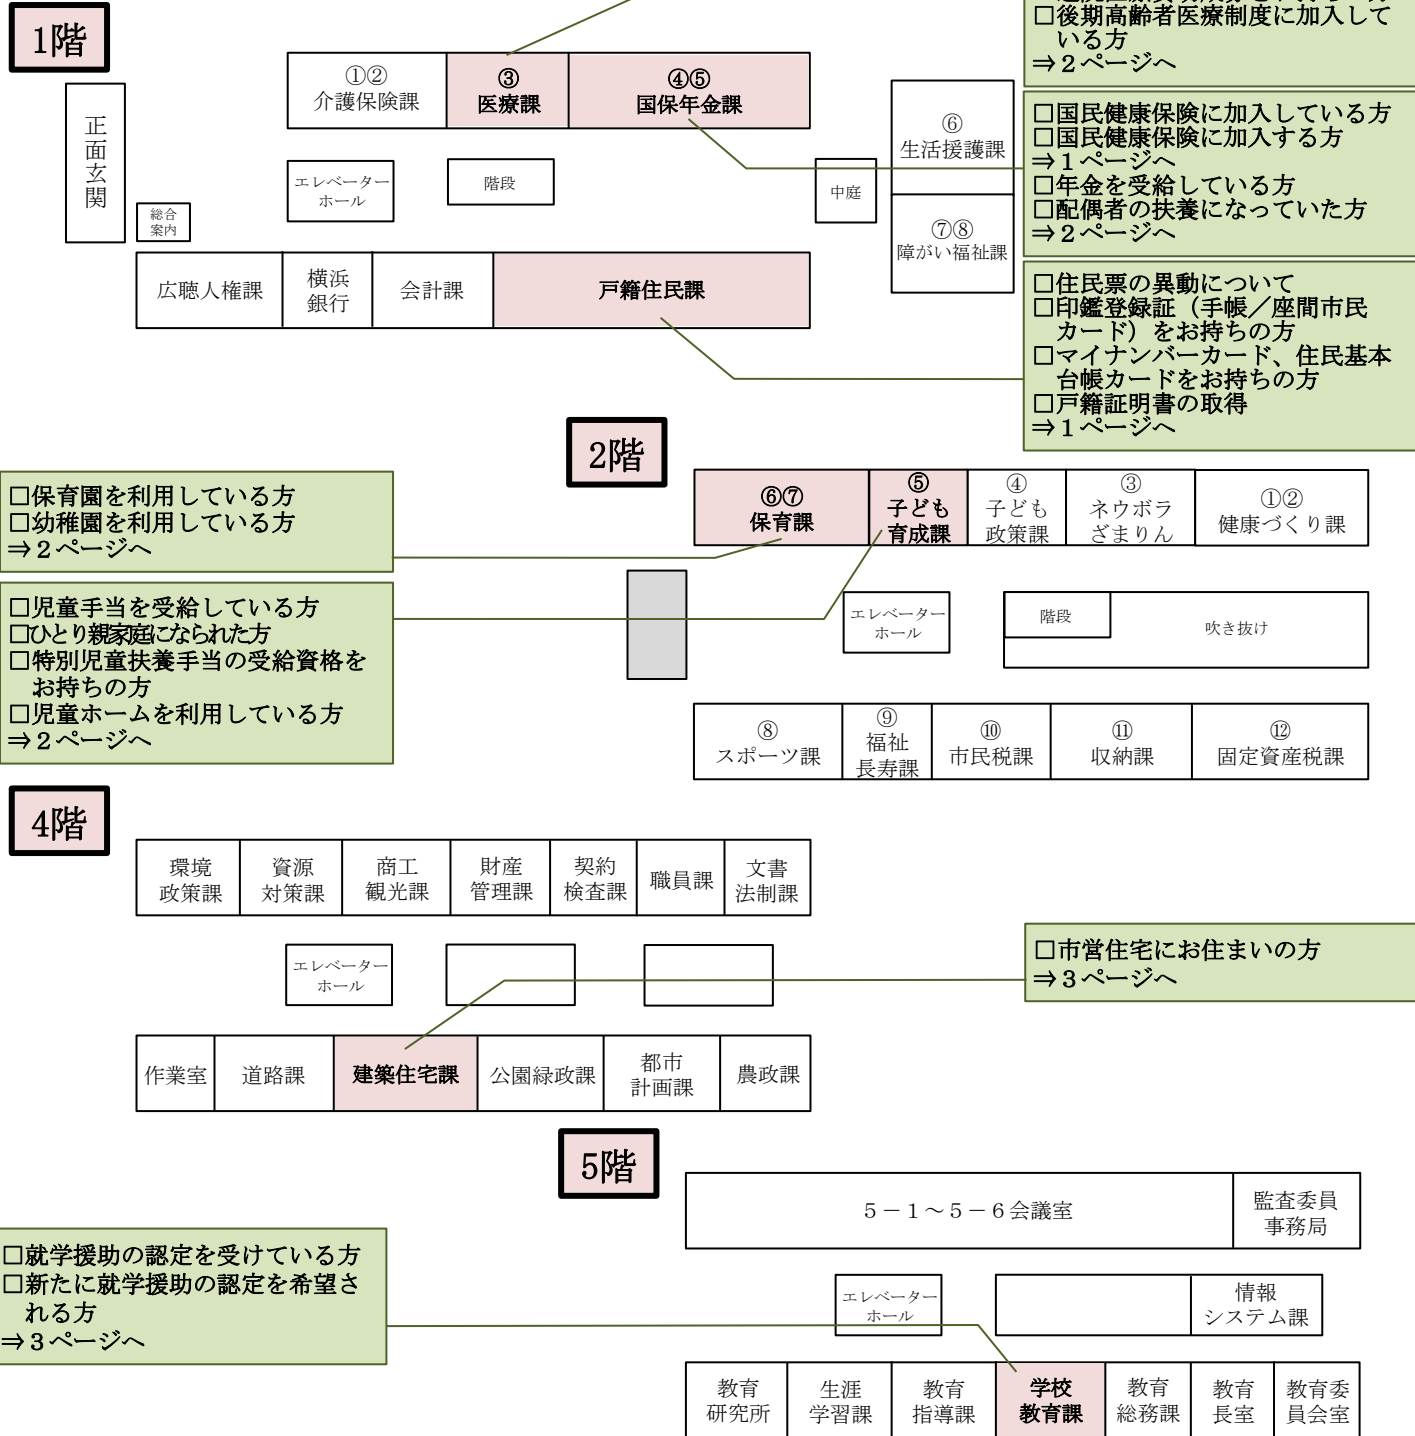 1階
正面玄関
総合
案内
①②
介護保険課
③
医療課
④⑤
国保年金課
エレベーター
ホール
階段
中庭
⑥
生活援護課
⑦⑧
障がい福祉課
広聴人権課
横浜
銀行
会計課
戸籍住民課
□後期高齢者医療制度に加入して
いる方
⇒２ページへ
□国民健康保険に加入している方
□国民健康保険に加入する方
⇒１ページへ
□年金を受給している方
□配偶者の扶養になっていた方
⇒２ページへ
□住民票の異動について
□印鑑登録証（手帳／座間市民
カード）をお持ちの方
□マイナンバーカード、住民基本
台帳カードをお持ちの方
□戸籍証明書の取得
⇒１ページへ
2階
□保育園を利用している方
□幼稚園を利用している方
⇒２ページへ
□児童手当を受給している方
□ひとり親家庭になられた方
□特別児童扶養手当の受給資格を
お持ちの方
□児童ホームを利用している方
⇒２ページへ
⑥⑦
保育課
⑤
子ども
育成課
④
子ども
政策課
③
ネウボラ
ざまりん
①②
健康づくり課
エレベーター
ホール
階段
吹き抜け
⑧
スポーツ課
⑨
福祉
長寿課
⑩
市民税課
⑪
収納課
⑫
固定資産税課
4階
環境
政策課
資源
対策課
商工
観光課
財産
管理課
契約
検査課
職員課
文書
法制課
エレベーター
ホール
□市営住宅にお住まいの方
⇒３ページへ
作業室
道路課
建築住宅課
公園緑政課
都市
計画課
農政課
5階
５－１～５－６会議室
監査委員
事務局
□就学援助の認定を受けている方
□新たに就学援助の認定を希望さ
れる方
⇒３ページへ
エレベーター
ホール
情報
システム課
教育
研究所
生涯
学習課
教育
指導課
学校
教育課
教育
総務課
教育
長室
教育委
員会室